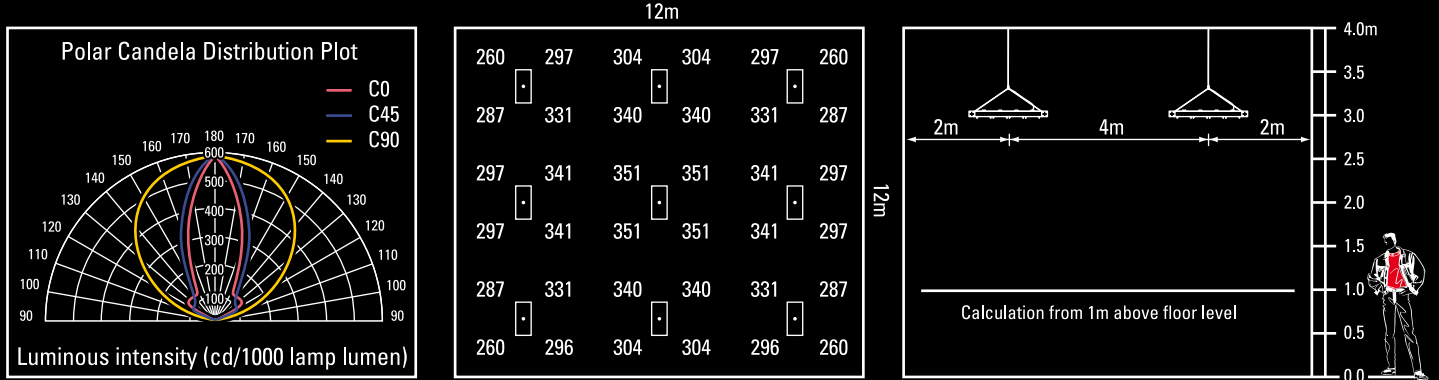 Polar Candela Distribution Plot
C0
C45
C90
180
170 170
160 160
150 150
140 140
130 130
120 120
110 110
100 100
90 90
600
500
400
300
200
100
Luminous intensity (cd/1000 lamp lumen)
12m
260 297 304 304 297 260
287 331 340 340 331 287
297 341 351 351 341 297
297 341 351 351 341 297
287 331 340 340 331 287
260 296 304 304 296 260
12m
4.0m
3.5
3.0
2.5
2.0
1.5
1.0
0.5
0.0
2m 4m 2m
Calculation from 1m above floor level